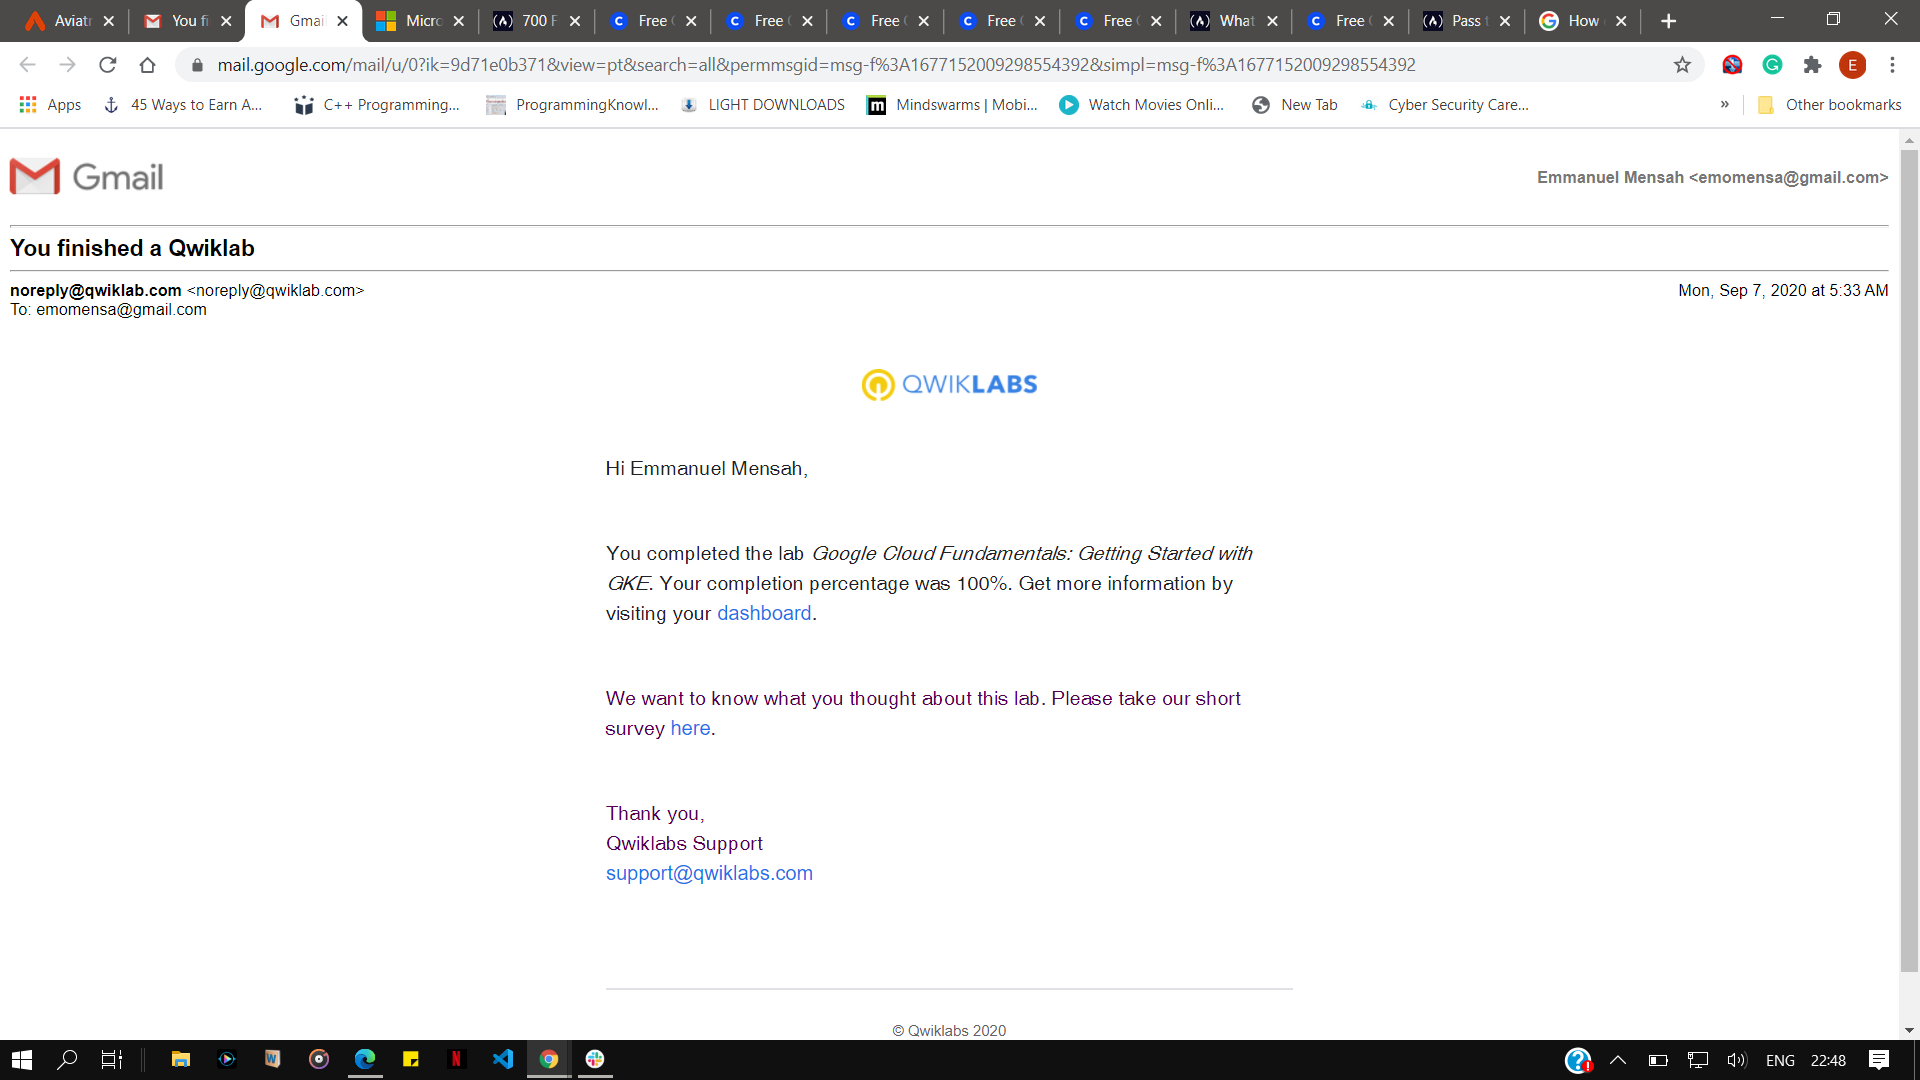 Aviatr
You fi
Gmai
Micro
700 F
Free
Free
Free
Free
Free
What
Free
Pass
How
mail.google.com/mail/u/0?ik=9d71e0b371&view=pt&search=all&permmsgid=msg-f%3A1677152009298554392&simpl=msg-f%3A1677152009298554392
E
Apps
45 Ways to Earn A...
C++ Programming...
ProgrammingKnowl...
LIGHT DOWNLOADS
Mindswarms | Mobi...
Watch Movies Onli...
New Tab
Cyber Security Care...
»
Other bookmarks
Gmail
Emmanuel Mensah <emomensa@gmail.com>
You finished a Qwiklab
noreply@qwiklab.com <noreply@qwiklab.com>
Mon, Sep 7, 2020 at 5:33 AM
To: emomensa@gmail.com
QWIKLABS
Hi Emmanuel Mensah,
You completed the lab Google Cloud Fundamentals: Getting Started with
GKE. Your completion percentage was 100%. Get more information by
visiting your dashboard.
We want to know what you thought about this lab. Please take our short
survey here.
Thank you,
Qwiklabs Support
support@qwiklabs.com
© Qwiklabs 2020
ENG
22:48